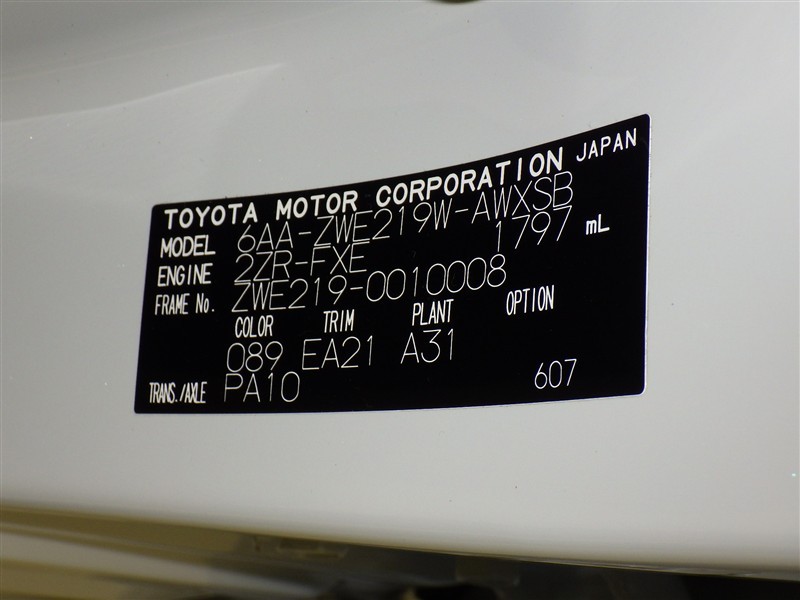 TOYOTA MOTOR CORPORATION JAPAN
MODEL 6AA-ZWE219W-AWXSB
ENGINE 2ZR-FXE 1797 mL
FRAME No. ZWE219-0010008
COLOR TRIM PLANT OPTION
089 EA21 A31
TRANS./AXLE PA10 607